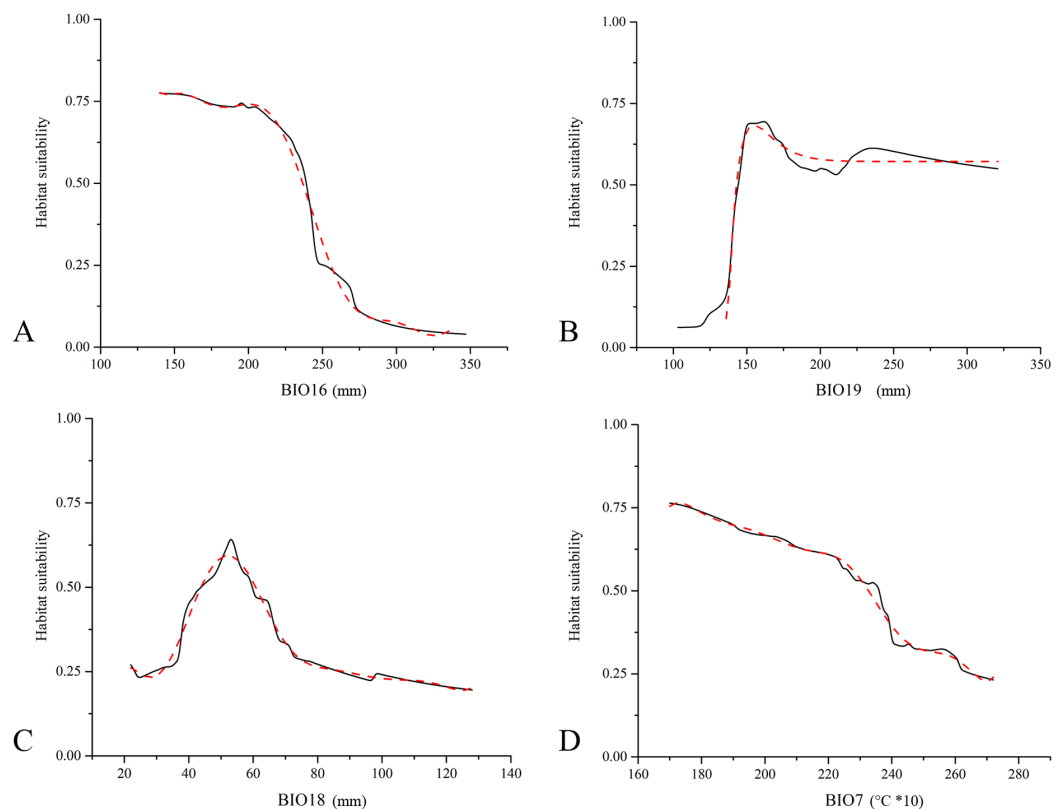 1.00
0.75
0.50
0.25
0.00
Habitat suitability
100 150 200 250 300 350
BIO16 (mm)
A
1.00
0.75
0.50
0.25
0.00
Habitat suitability
50 100 150 200 250 300 350
BIO19 (mm)
B
1.00
0.75
0.50
0.25
0.00
Habitat suitability
20 40 60 80 100 120 140
BIO18 (mm)
C
1.00
0.75
0.50
0.25
0.00
Habitat suitability
160 180 200 220 240 260 280
BIO7 (°C *10)
D